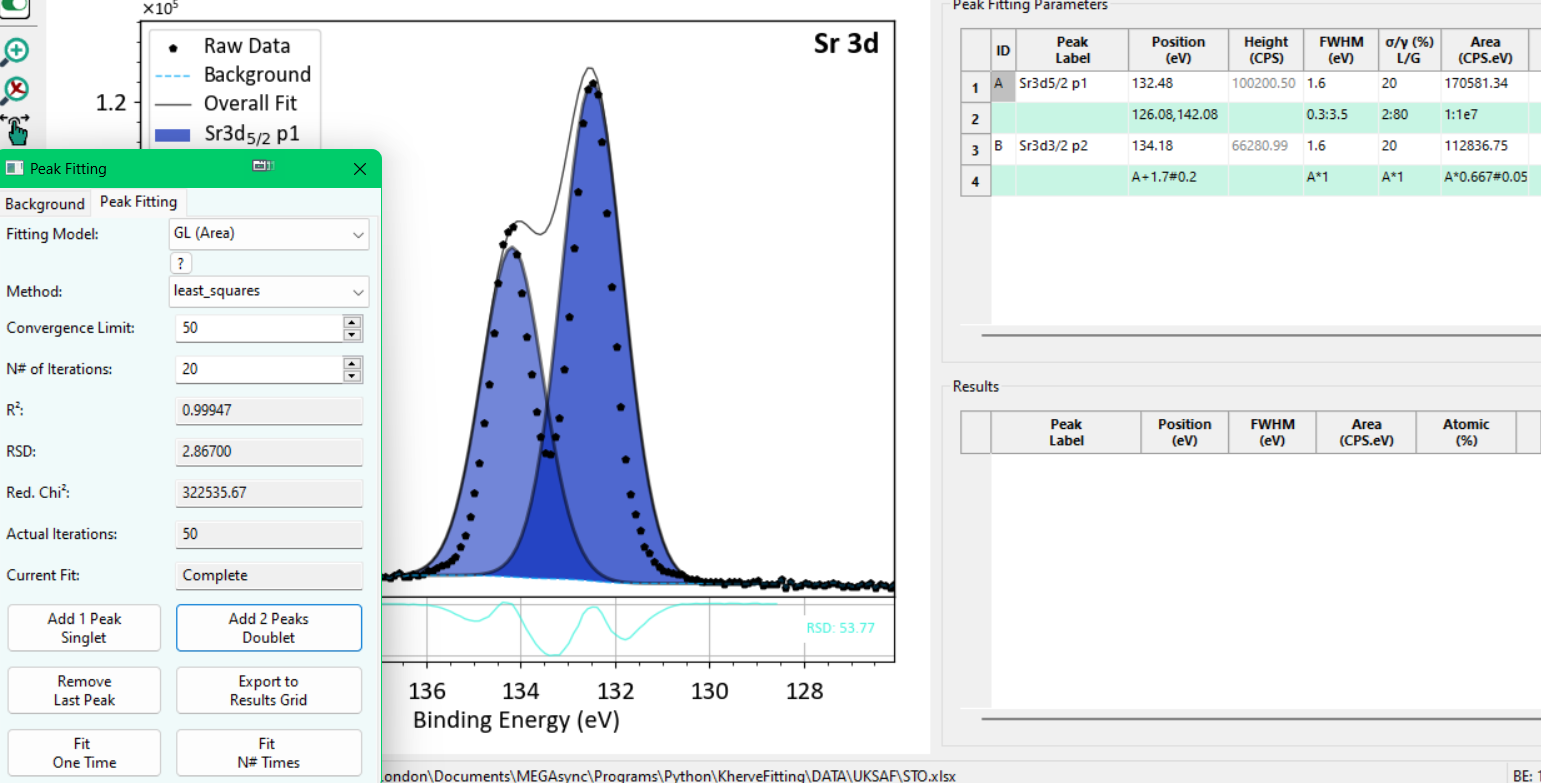 ×10⁵
1.2
Raw Data
Background
Overall Fit
Sr3d5/2 p1
Sr 3d
Peak Fitting
Background
Peak Fitting
Fitting Model:
GL (Area)
?
Method:
least_squares
Convergence Limit:
50
N# of Iterations:
20
R²:
0.99947
RSD:
2.86700
Red. Chi²:
322535.67
Actual Iterations:
50
Current Fit:
Complete
Add 1 Peak
Singlet
Add 2 Peaks
Doublet
Remove
Last Peak
Export to
Results Grid
Fit
One Time
Fit
N# Times
RSD: 53.77
136 134 132 130 128
Binding Energy (eV)
Peak Fitting Parameters
ID Peak Label Position (eV) Height (CPS) FWHM (eV) σ/γ (%) L/G Area (CPS.eV)
1 A Sr3d5/2 p1 132.48 100200.50 1.6 20 170581.34
2 126.08,142.08 0.3:3.5 2:80 1:1e7
3 B Sr3d3/2 p2 134.18 66280.99 1.6 20 112836.75
4 A+1.7#0.2 A*1 A*1 A*0.667#0.05
Results
Peak Label Position (eV) FWHM (eV) Area (CPS.eV) Atomic (%)
ondon\Documents\MEGAsync\Programs\Python\KherveFitting\DATA\UKSAF\STO.xlsx
BE: 1